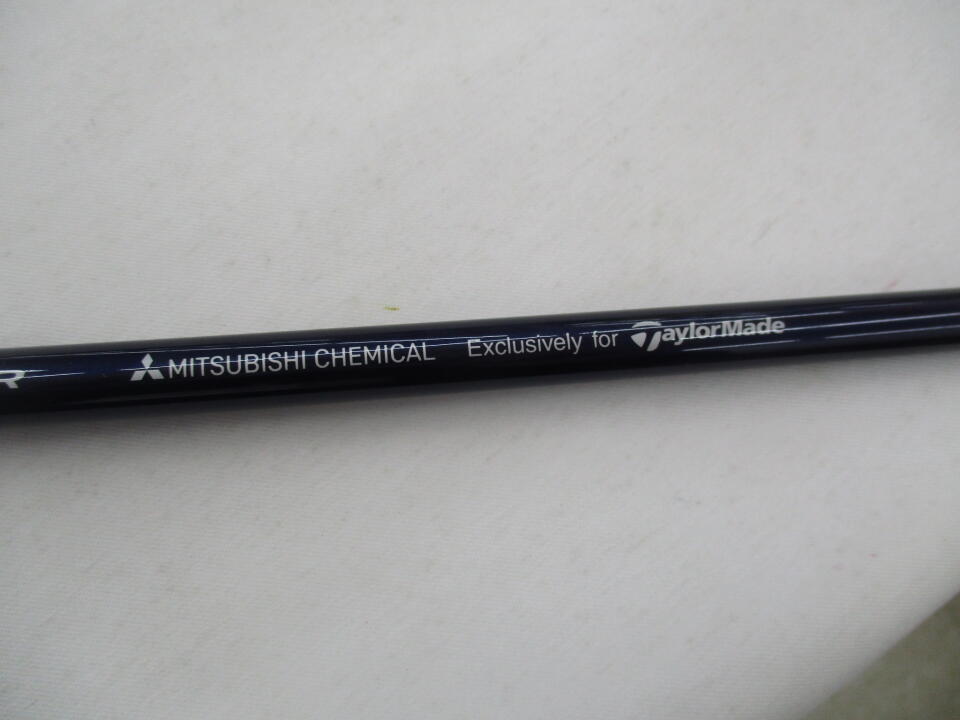 R MITSUBISHI CHEMICAL Exclusively for TaylorMade